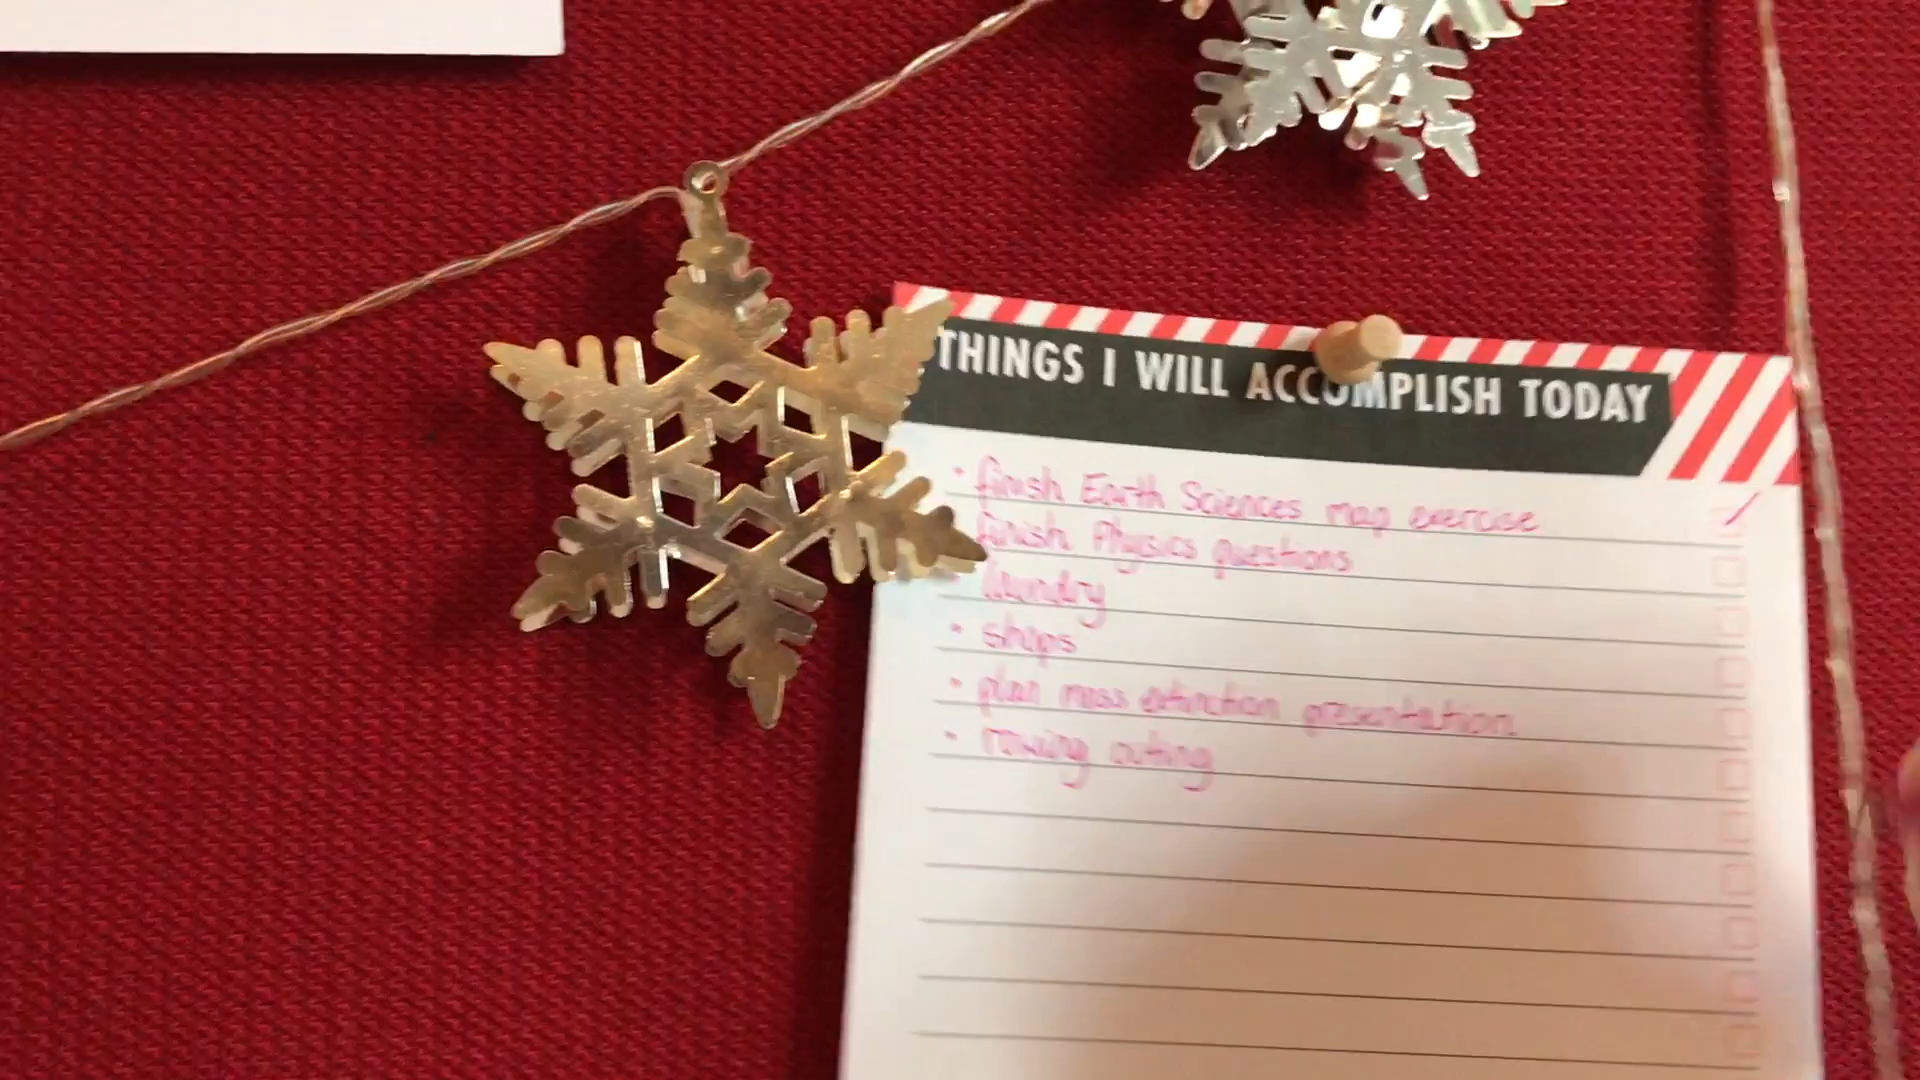 THINGS I WILL ACCOMPLISH TODAY
• finish Earth Sciences map exercise
finish Physics questions
• laundry
• shops
• plan mass extinction presentation
• rowing outing